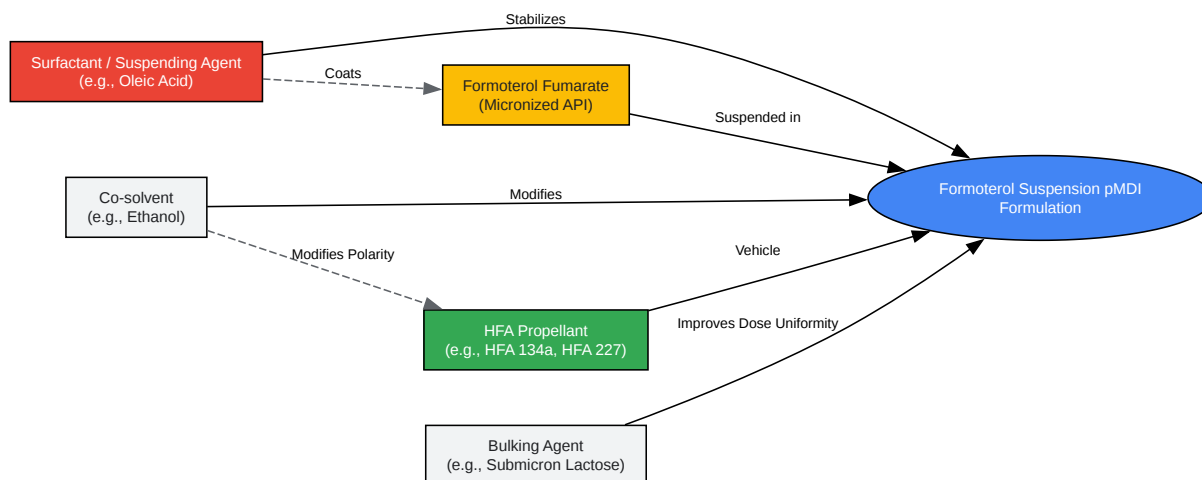 Stabilizes
Surfactant / Suspending Agent
(e.g., Oleic Acid)
Coats
Formoterol Fumarate
(Micronized API)
Suspended in
Co-solvent
(e.g., Ethanol)
Modifies
Formoterol Suspension pMDI
Formulation
Modifies Polarity
Vehicle
HFA Propellant
(e.g., HFA 134a, HFA 227)
Improves Dose Uniformity
Bulking Agent
(e.g., Submicron Lactose)